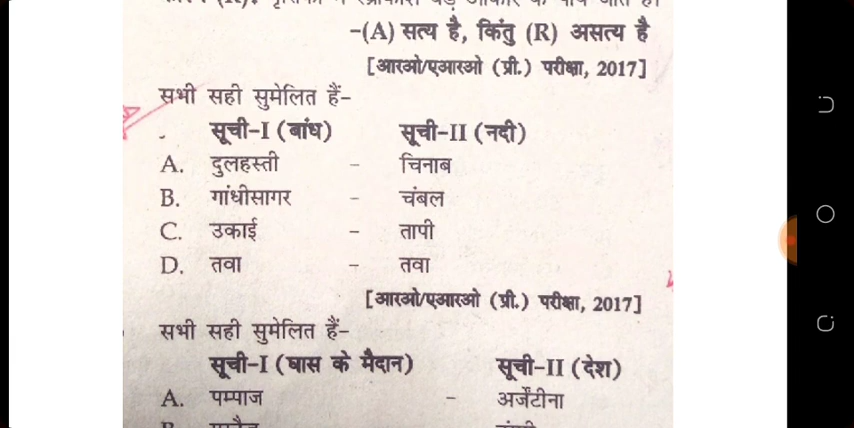 -(A) सत्य है, किंतु (R) असत्य है
[आरओ/एआरओ (प्री.) परीक्षा, 2017]
सभी सही सुमेलित हैं-
सूची-I (बांध) सूची-II (नदी)
A. दुलहस्ती - चिनाब
B. गांधीसागर - चंबल
C. उकाई - तापी
D. तवा - तवा
[आरओ/एआरओ (प्री.) परीक्षा, 2017]
सभी सही सुमेलित हैं-
सूची-I (घास के मैदान) सूची-II (देश)
A. पम्पाज - अर्जेंटीना